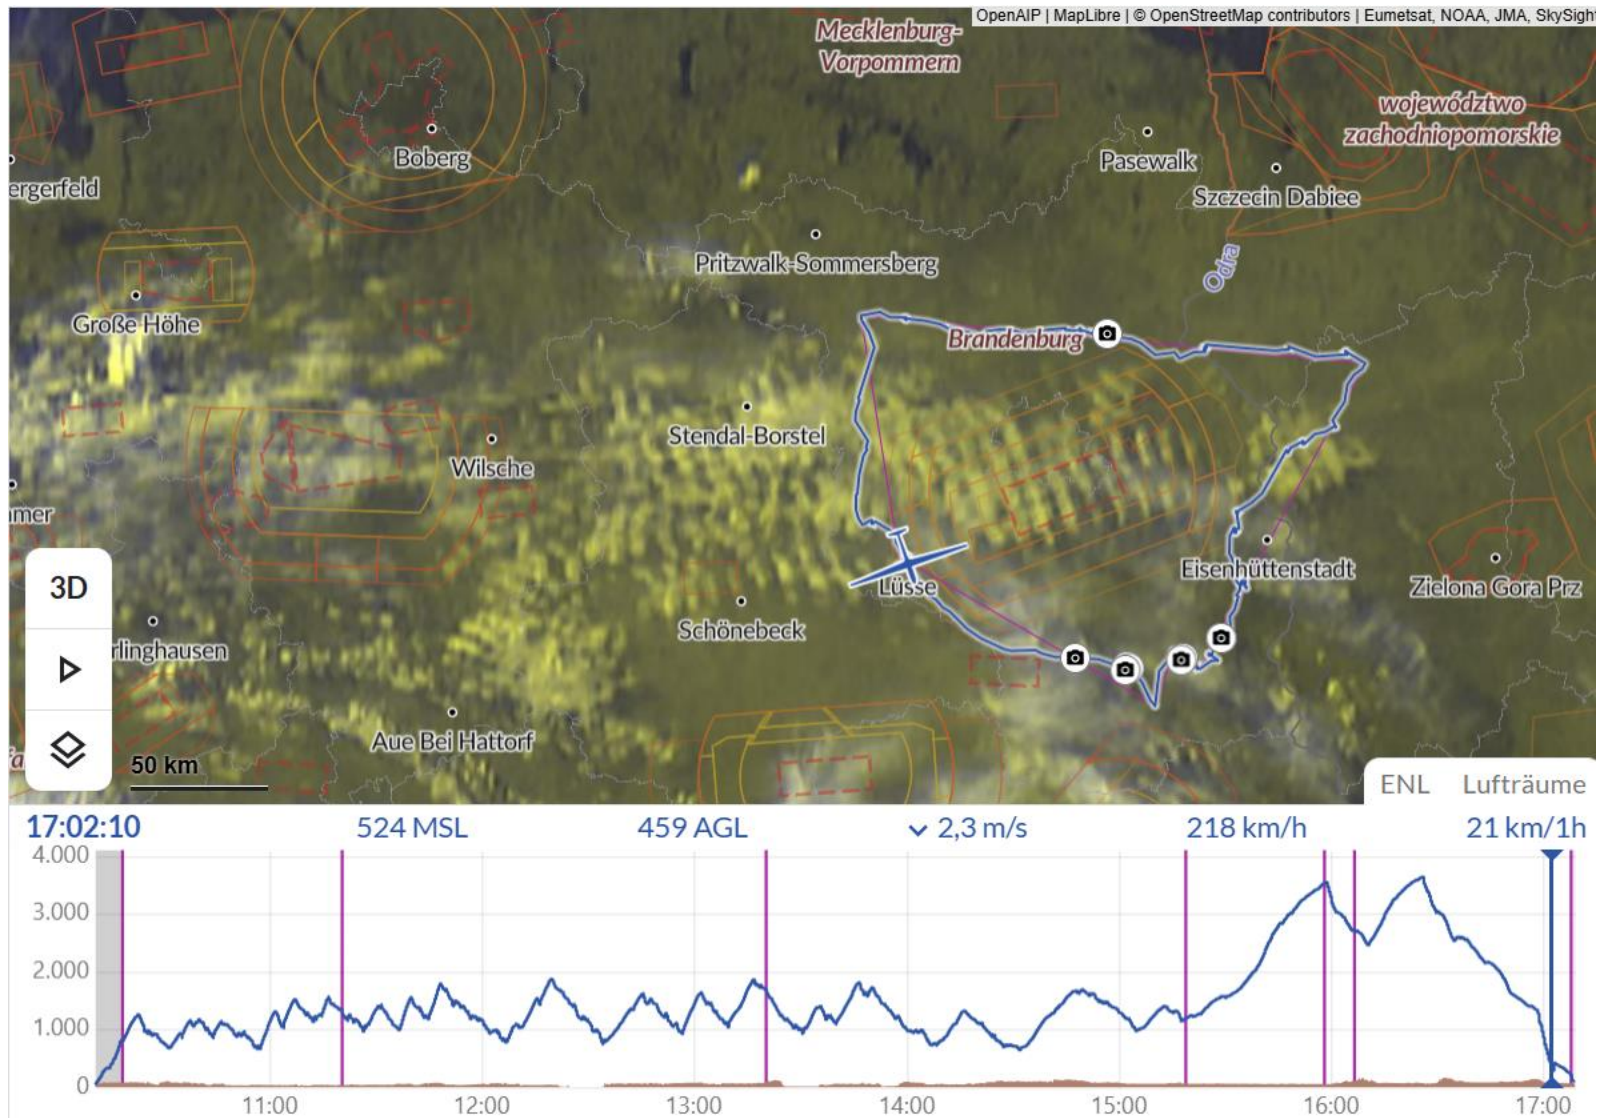 OpenAIP | MapLibre | © OpenStreetMap contributors | Eumetsat, NOAA, JMA, SkySight
Mecklenburg-
Vorpommern
województwo
zachodniopomorskie
Boberg
Pasewalk
ergerfeld
Szczecin Dabiee
Pritzwalk-Sommersberg
Odra
Große Höhe
Brandenburg
Stendal-Borstel
Wilsche
mer
Eisenhüttenstadt
3D
Lüsse
Zielona Gora Prz
Schönebeck
rlinghausen
Aue Bei Hattorf
50 km
ENL Lufträume
17:02:10 524 MSL 459 AGL 2,3 m/s 218 km/h 21 km/1h
4.000
3.000
2.000
1.000
0
11:00 12:00 13:00 14:00 15:00 16:00 17:00